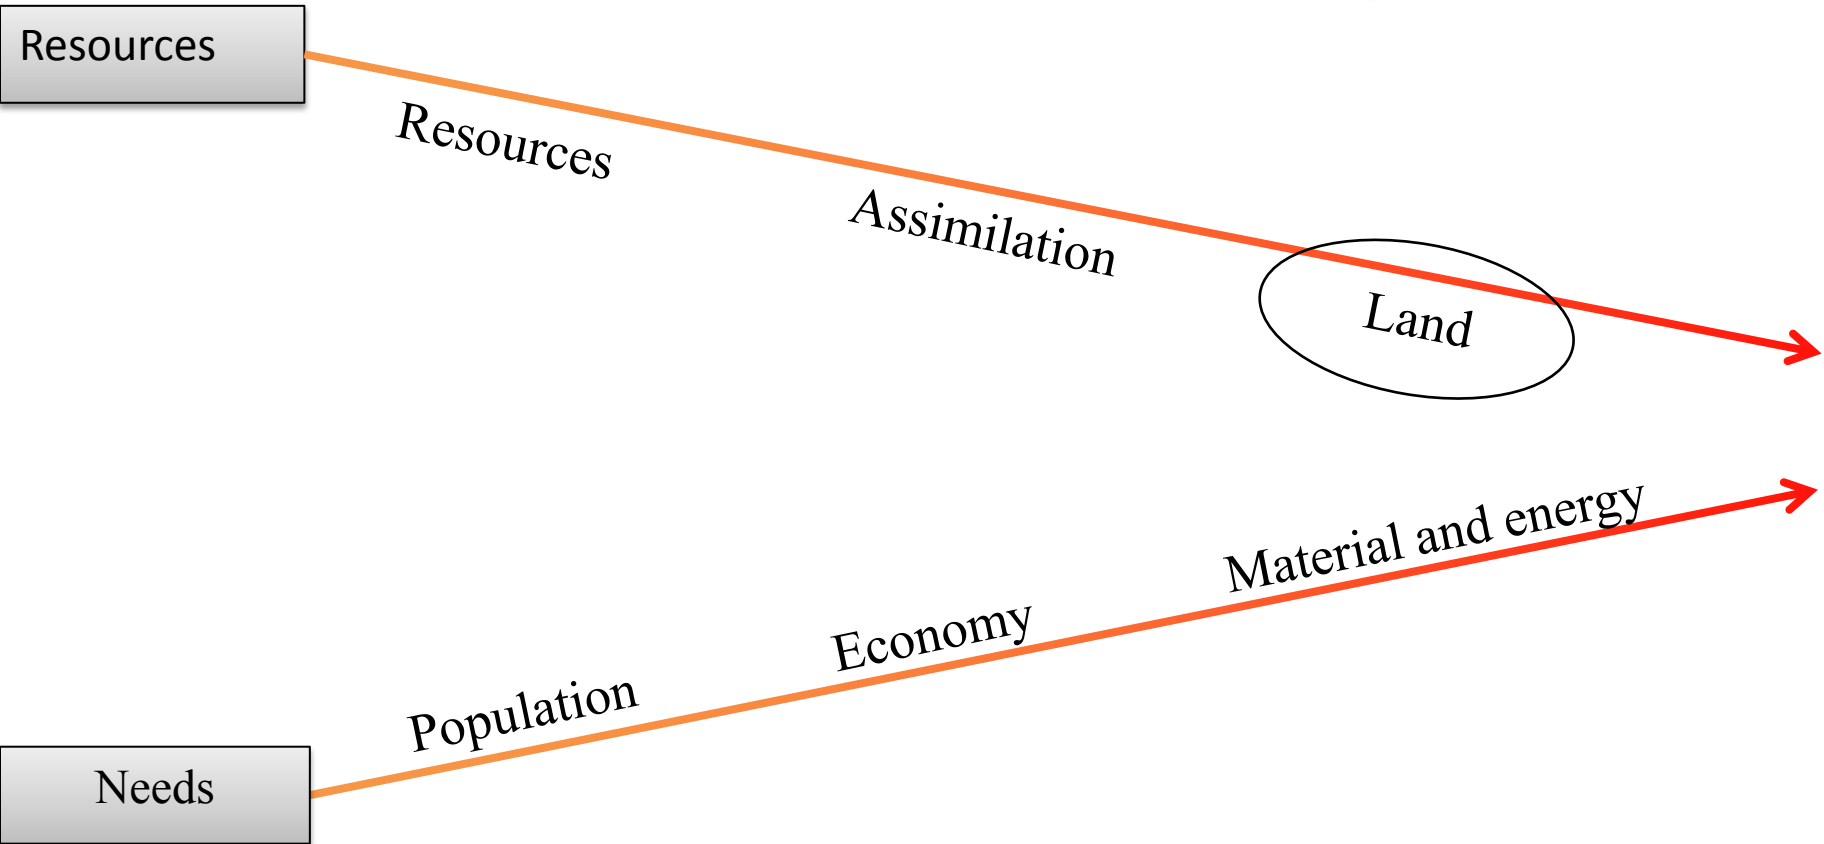 Resources
Resources
Assimilation
Land
Material and energy
Economy
Population
Needs